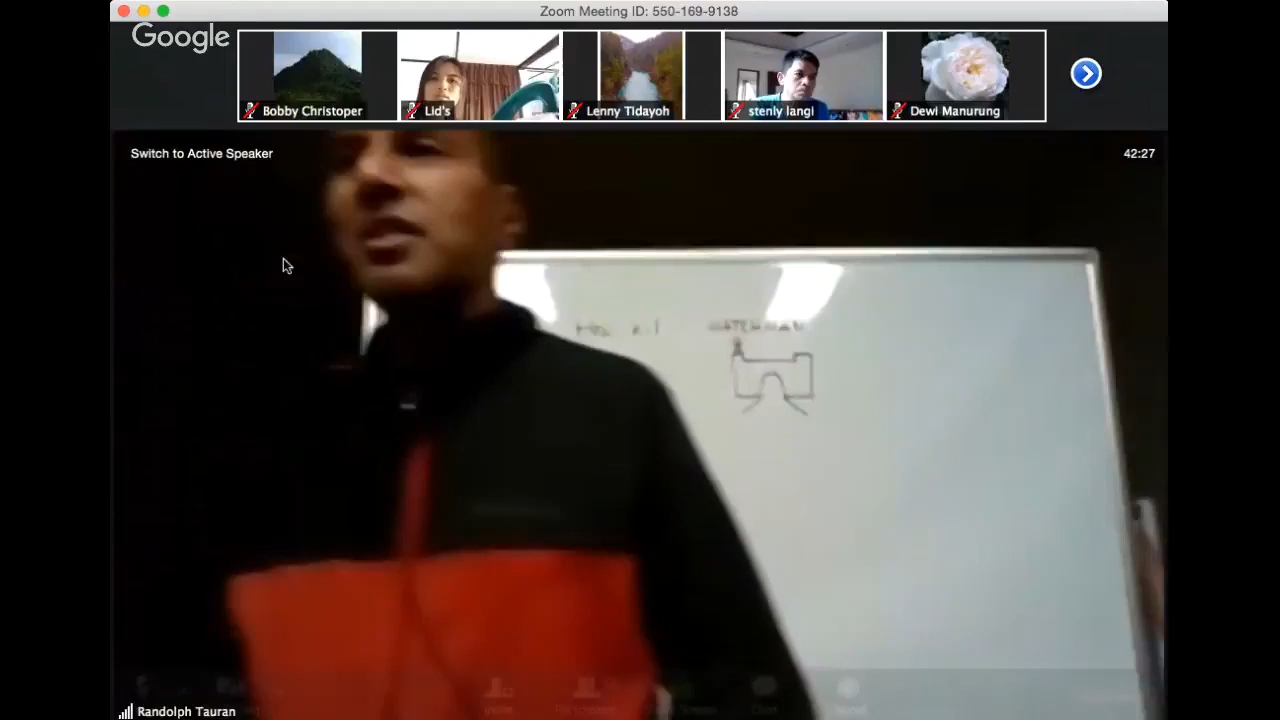 Zoom Meeting ID: 550-169-9138
Google
Bobby Christoper
Lid's
Lenny Tidayoh
stenly langi
Dewi Manurung
Switch to Active Speaker
42:27
WATCHMAN
Randolph Tauran